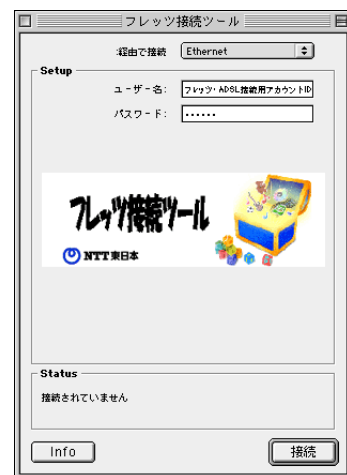 フレッツ接続ツール
:経由で接続 Ethernet
Setup
ユーザー名: フレッツ・ADSL接続用アカウントID
パスワード: ••••••
フレッツ接続ツール
NTT東日本
Status
接続されていません
Info 接続